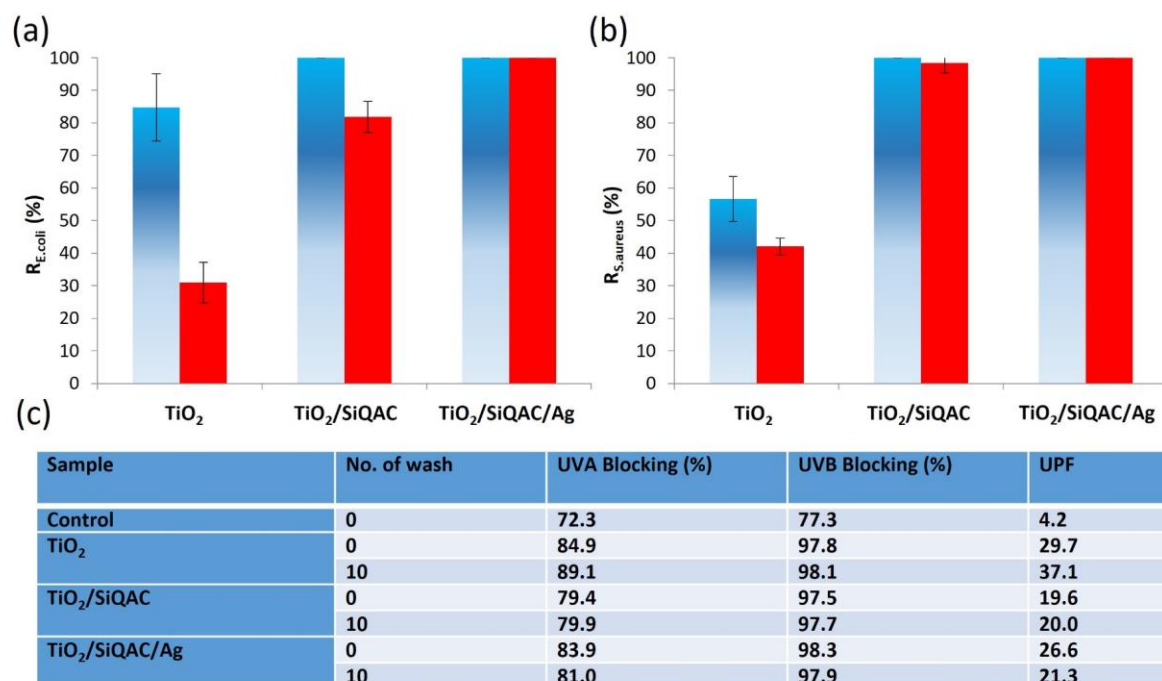 (a)
100
90
80
70
60
50
40
30
20
10
0
R_E.coli (%)
TiO₂ TiO₂/SiQAC TiO₂/SiQAC/Ag
(b)
100
90
80
70
60
50
40
30
20
10
0
R_S.aureus (%)
TiO₂ TiO₂/SiQAC TiO₂/SiQAC/Ag
(c)
Sample No. of wash UVA Blocking (%) UVB Blocking (%) UPF
Control 0 72.3 77.3 4.2
TiO₂ 0 84.9 97.8 29.7
10 89.1 98.1 37.1
TiO₂/SiQAC 0 79.4 97.5 19.6
10 79.9 97.7 20.0
TiO₂/SiQAC/Ag 0 83.9 98.3 26.6
10 81.0 97.9 21.3